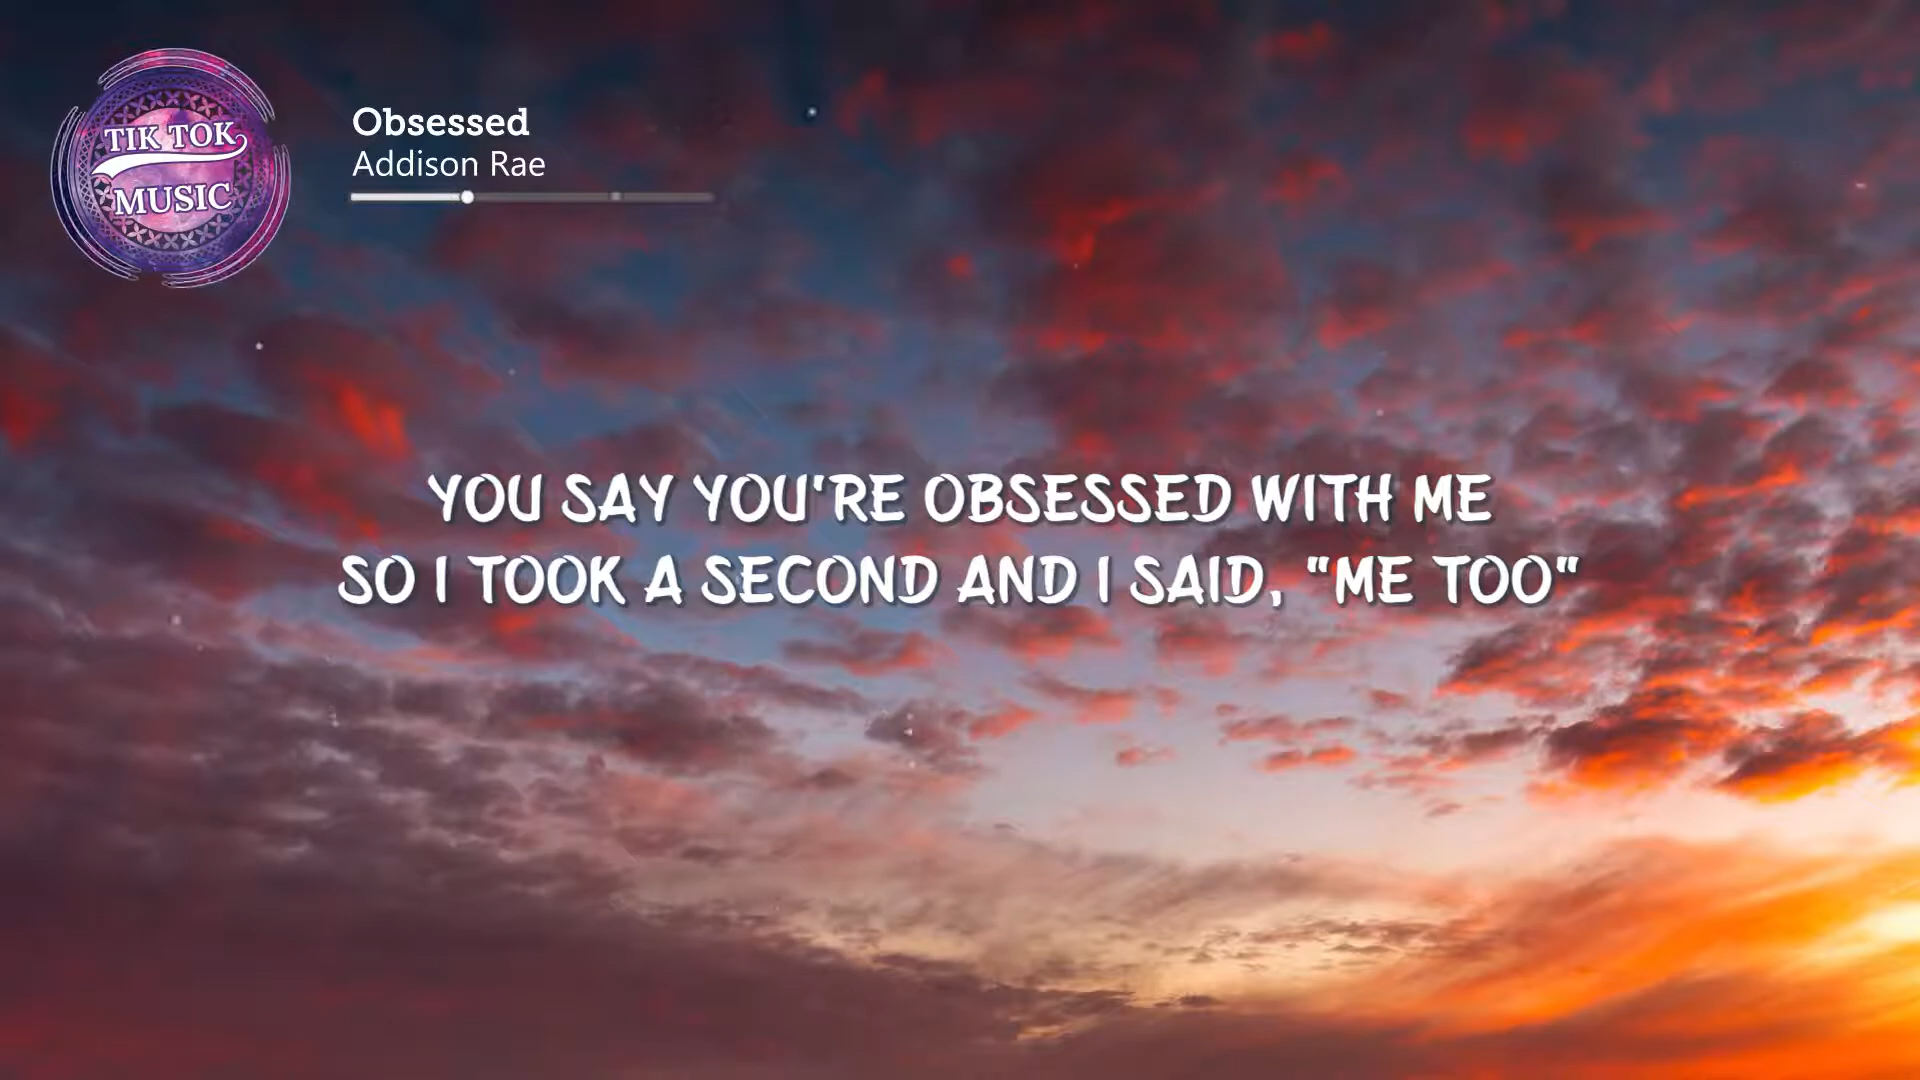 TIK TOK
MUSIC
Obsessed
Addison Rae
YOU SAY YOU'RE OBSESSED WITH ME
SO I TOOK A SECOND AND I SAID, "ME TOO"